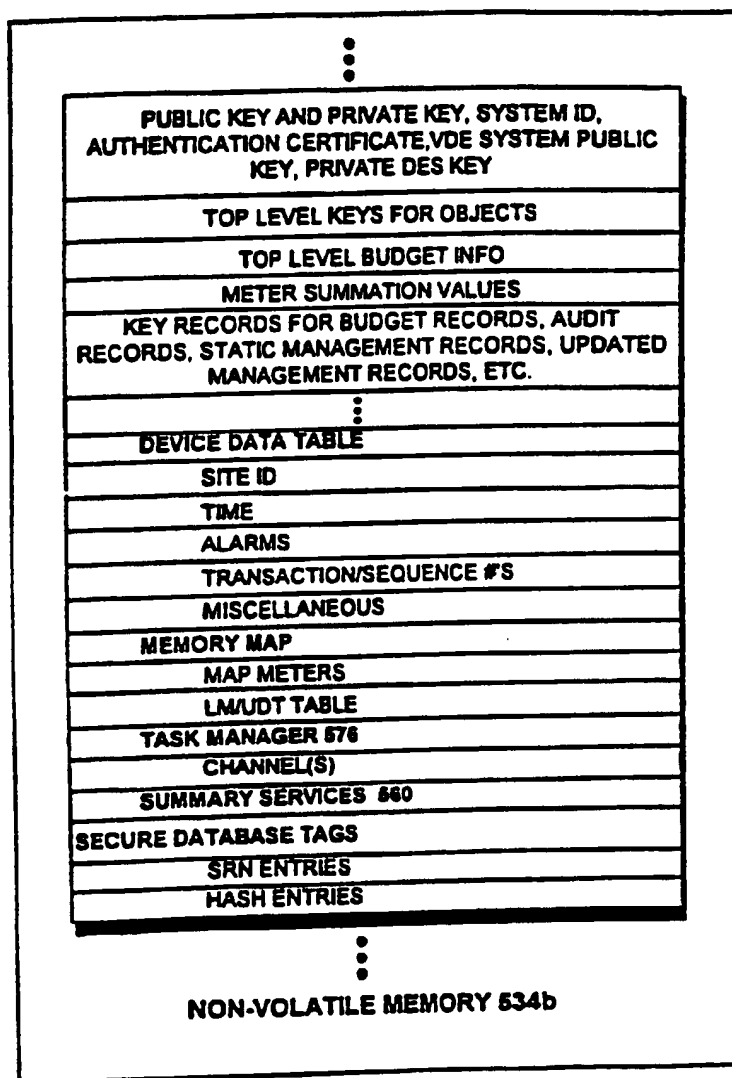 PUBLIC KEY AND PRIVATE KEY, SYSTEM ID,
AUTHENTICATION CERTIFICATE,VDE SYSTEM PUBLIC
KEY, PRIVATE DES KEY
TOP LEVEL KEYS FOR OBJECTS
TOP LEVEL BUDGET INFO
METER SUMMATION VALUES
KEY RECORDS FOR BUDGET RECORDS, AUDIT
RECORDS, STATIC MANAGEMENT RECORDS, UPDATED
MANAGEMENT RECORDS, ETC.
DEVICE DATA TABLE
SITE ID
TIME
ALARMS
TRANSACTION/SEQUENCE #'S
MISCELLANEOUS
MEMORY MAP
MAP METERS
LM/UDT TABLE
TASK MANAGER 576
CHANNEL(S)
SUMMARY SERVICES 560
SECURE DATABASE TAGS
SRN ENTRIES
HASH ENTRIES
NON-VOLATILE MEMORY 534b